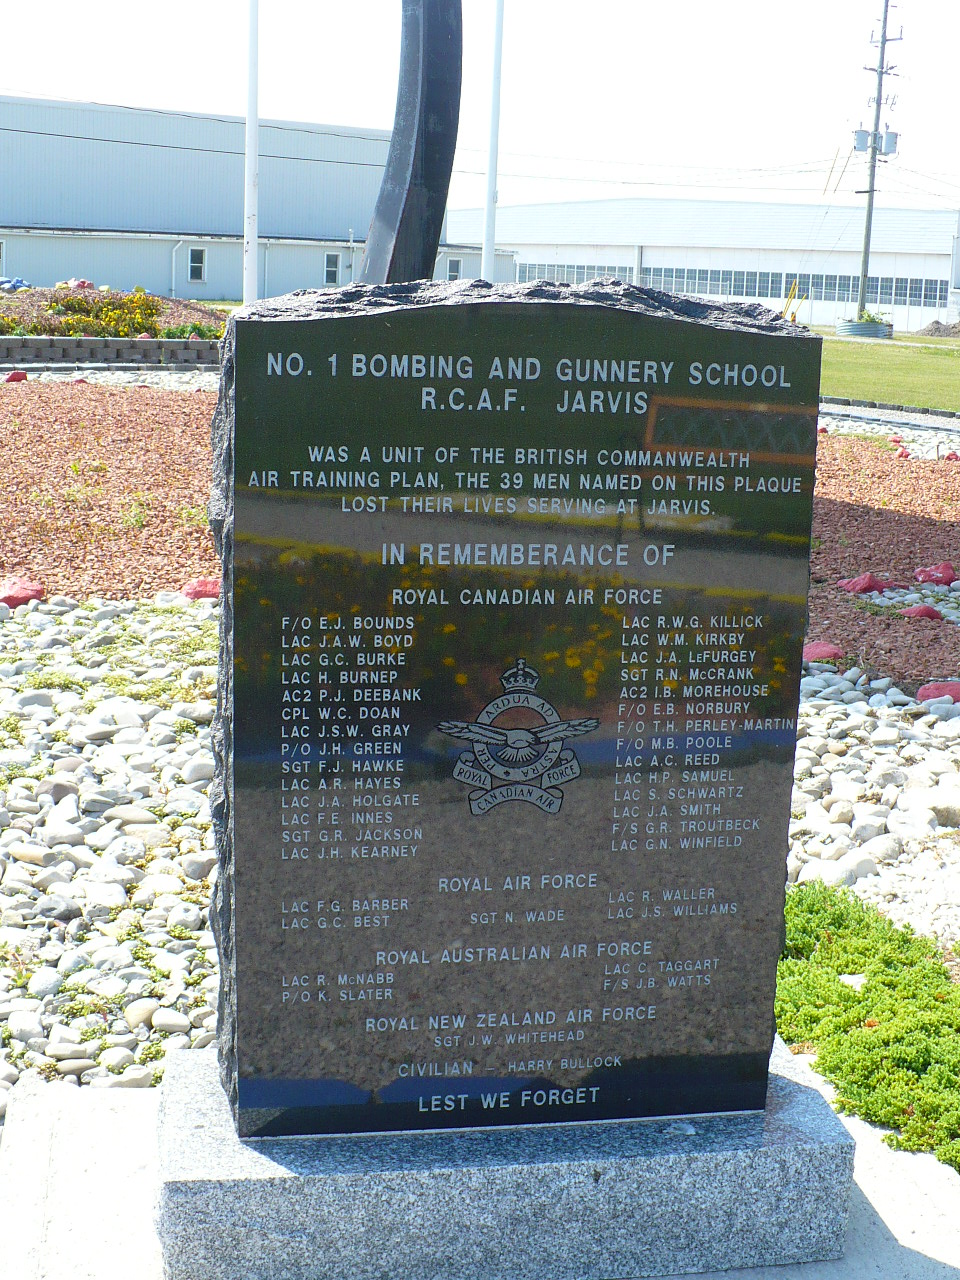 NO. 1 BOMBING AND GUNNERY SCHOOL
R.C.A.F. JARVIS
WAS A UNIT OF THE BRITISH COMMANWEALTH
AIR TRAINING PLAN, THE 39 MEN NAMED ON THIS PLAQUE
LOST THEIR LIVES SERVING AT JARVIS.
IN REMEMBERANCE OF
ROYAL CANADIAN AIR FORCE
F/O E.J. BOUNDS
LAC J.A.W. BOYD
LAC G.C. BURKE
LAC H. BURNEP
AC2 P.J. DEEBANK
CPL W.C. DOAN
LAC J.S.W. GRAY
P/O J.H. GREEN
SGT F.J. HAWKE
LAC A.R. HAYES
LAC J.A. HOLGATE
LAC F.E. INNES
SGT G.R. JACKSON
LAC J.H. KEARNEY
PER ARDUA AD ASTRA
ROYAL CANADIAN AIR FORCE
LAC R.W.G. KILLICK
LAC W.M. KIRKBY
LAC J.A. LEFURGEY
SGT R.N. MCCRANK
AC2 I.B. MOREHOUSE
F/O E.B. NORBURY
F/O T.H. PERLEY-MARTIN
F/O M.B. POOLE
LAC A.C. REED
LAC H.P. SAMUEL
LAC S. SCHWARTZ
LAC J.A. SMITH
F/S G.R. TROUTBECK
LAC G.N. WINFIELD
ROYAL AIR FORCE
LAC F.G. BARBER
LAC G.C. BEST
SGT N. WADE
LAC R. WALLER
LAC J.S. WILLIAMS
ROYAL AUSTRALIAN AIR FORCE
LAC R. MCNABB
P/O K. SLATER
LAC C. TAGGART
F/S J.B. WATTS
ROYAL NEW ZEALAND AIR FORCE
SGT J.W. WHITEHEAD
CIVILIAN – HARRY BULLOCK
LEST WE FORGET